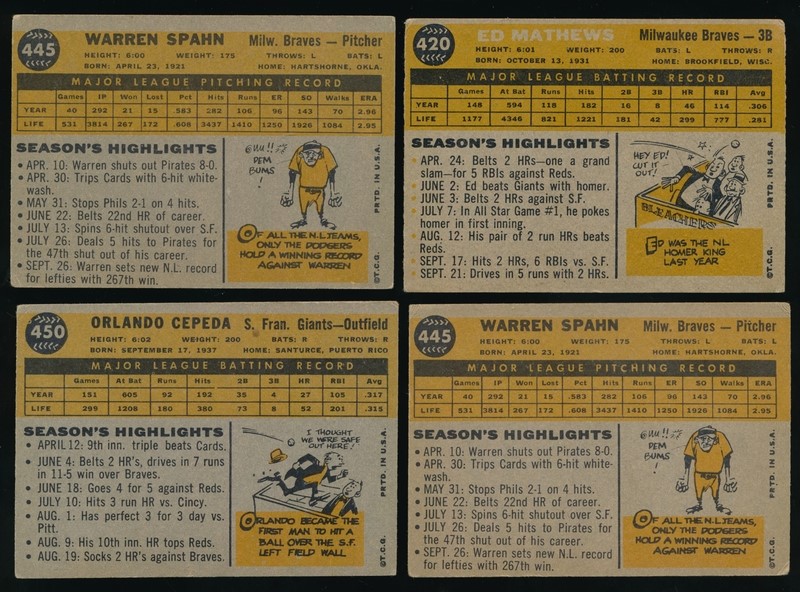 445
WARREN SPAHN Milw. Braves — Pitcher
HEIGHT: 6:00 WEIGHT: 175 THROWS: L BATS: L
BORN: APRIL 23, 1921 HOME: HARTSHORNE, OKLA.
MAJOR LEAGUE PITCHING RECORD
Games IP Won Lost Pct Hits Runs ER SO Walks ERA
YEAR 40 292 21 15 .583 282 106 96 143 70 2.96
LIFE 531 3814 267 172 .608 3437 1410 1250 1926 1084 2.95
SEASON'S HIGHLIGHTS
• APR. 10: Warren shuts out Pirates 8-0.
• APR. 30: Trips Cards with 6-hit white-
wash.
• MAY 31: Stops Phils 2-1 on 4 hits.
• JUNE 22: Belts 22nd HR of career.
• JULY 13: Spins 6-hit shutout over S.F.
• JULY 26: Deals 5 hits to Pirates for
the 47th shut out of his career.
• SEPT. 26: Warren sets new N.L. record
for lefties with 267th win.
DEM
BUMS
!
OF ALL THE N.L. TEAMS,
ONLY THE DODGERS
HOLD A WINNING RECORD
AGAINST WARREN
PRTD. IN U.S.A.
©T.C.G.
420
ED MATHEWS Milwaukee Braves — 3B
HEIGHT: 6:01 WEIGHT: 200 BATS: L THROWS: R
BORN: OCTOBER 13, 1931 HOME: BROOKFIELD, WISC.
MAJOR LEAGUE BATTING RECORD
Games At Bat Runs Hits 2B 3B HR RBI Avg
YEAR 148 594 118 182 16 8 46 114 .306
LIFE 1177 4346 821 1221 181 42 299 777 .281
SEASON'S HIGHLIGHTS
• APR. 24: Belts 2 HRs—one a grand
slam—for 5 RBIs against Reds.
• JUNE 2: Ed beats Giants with homer.
• JUNE 3: Belts 2 HRs against S.F.
• JULY 7: In All Star Game #1, he pokes
homer in first inning.
• AUG. 12: His pair of 2 run HRs beats
Reds.
• SEPT. 17: Hits 2 HRs, 6 RBIs vs. S.F.
• SEPT. 21: Drives in 5 runs with 2 HRs.
HEY ED!
CUT IT
OUT!
BLEACHERS
ED WAS THE NL
HOMER KING
LAST YEAR
PRTD. IN U.S.A.
©T.C.G.
450
ORLANDO CEPEDA S. Fran. Giants—Outfield
HEIGHT: 6:02 WEIGHT: 200 BATS: R THROWS: R
BORN: SEPTEMBER 17, 1937 HOME: SANTURCE, PUERTO RICO
MAJOR LEAGUE BATTING RECORD
Games At Bat Runs Hits 2B 3B HR RBI Avg
YEAR 151 605 92 192 35 4 27 105 .317
LIFE 299 1208 180 380 73 8 52 201 .315
SEASON'S HIGHLIGHTS
• APRIL 12: 9th inn. triple beats Cards.
• JUNE 4: Belts 2 HR's, drives in 7 runs
in 11-5 win over Braves.
• JUNE 18: Goes 4 for 5 against Reds.
• JULY 10: Hits 3 run HR vs. Cincy.
• AUG. 1: Has perfect 3 for 3 day vs.
Pitt.
• AUG. 9: His 10th inn. HR tops Reds.
• AUG. 19: Socks 2 HR's against Braves.
I THOUGHT
WE WERE SAFE
OUT HERE!
ORLANDO BECAME THE
FIRST MAN TO HIT A
BALL OVER THE S.F.
LEFT FIELD WALL
PRTD. IN U.S.A.
©T.C.G.
445
WARREN SPAHN Milw. Braves — Pitcher
HEIGHT: 6:00 WEIGHT: 175 THROWS: L BATS: L
BORN: APRIL 23, 1921 HOME: HARTSHORNE, OKLA.
MAJOR LEAGUE PITCHING RECORD
Games IP Won Lost Pct Hits Runs ER SO Walks ERA
YEAR 40 292 21 15 .583 282 106 96 143 70 2.96
LIFE 531 3814 267 172 .608 3437 1410 1250 1926 1084 2.95
SEASON'S HIGHLIGHTS
• APR. 10: Warren shuts out Pirates 8-0.
• APR. 30: Trips Cards with 6-hit white-
wash.
• MAY 31: Stops Phils 2-1 on 4 hits.
• JUNE 22: Belts 22nd HR of career.
• JULY 13: Spins 6-hit shutout over S.F.
• JULY 26: Deals 5 hits to Pirates for
the 47th shut out of his career.
• SEPT. 26: Warren sets new N.L. record
for lefties with 267th win.
DEM
BUMS
!
OF ALL THE N.L. TEAMS,
ONLY THE DODGERS
HOLD A WINNING RECORD
AGAINST WARREN
PRTD. IN U.S.A.
©T.C.G.